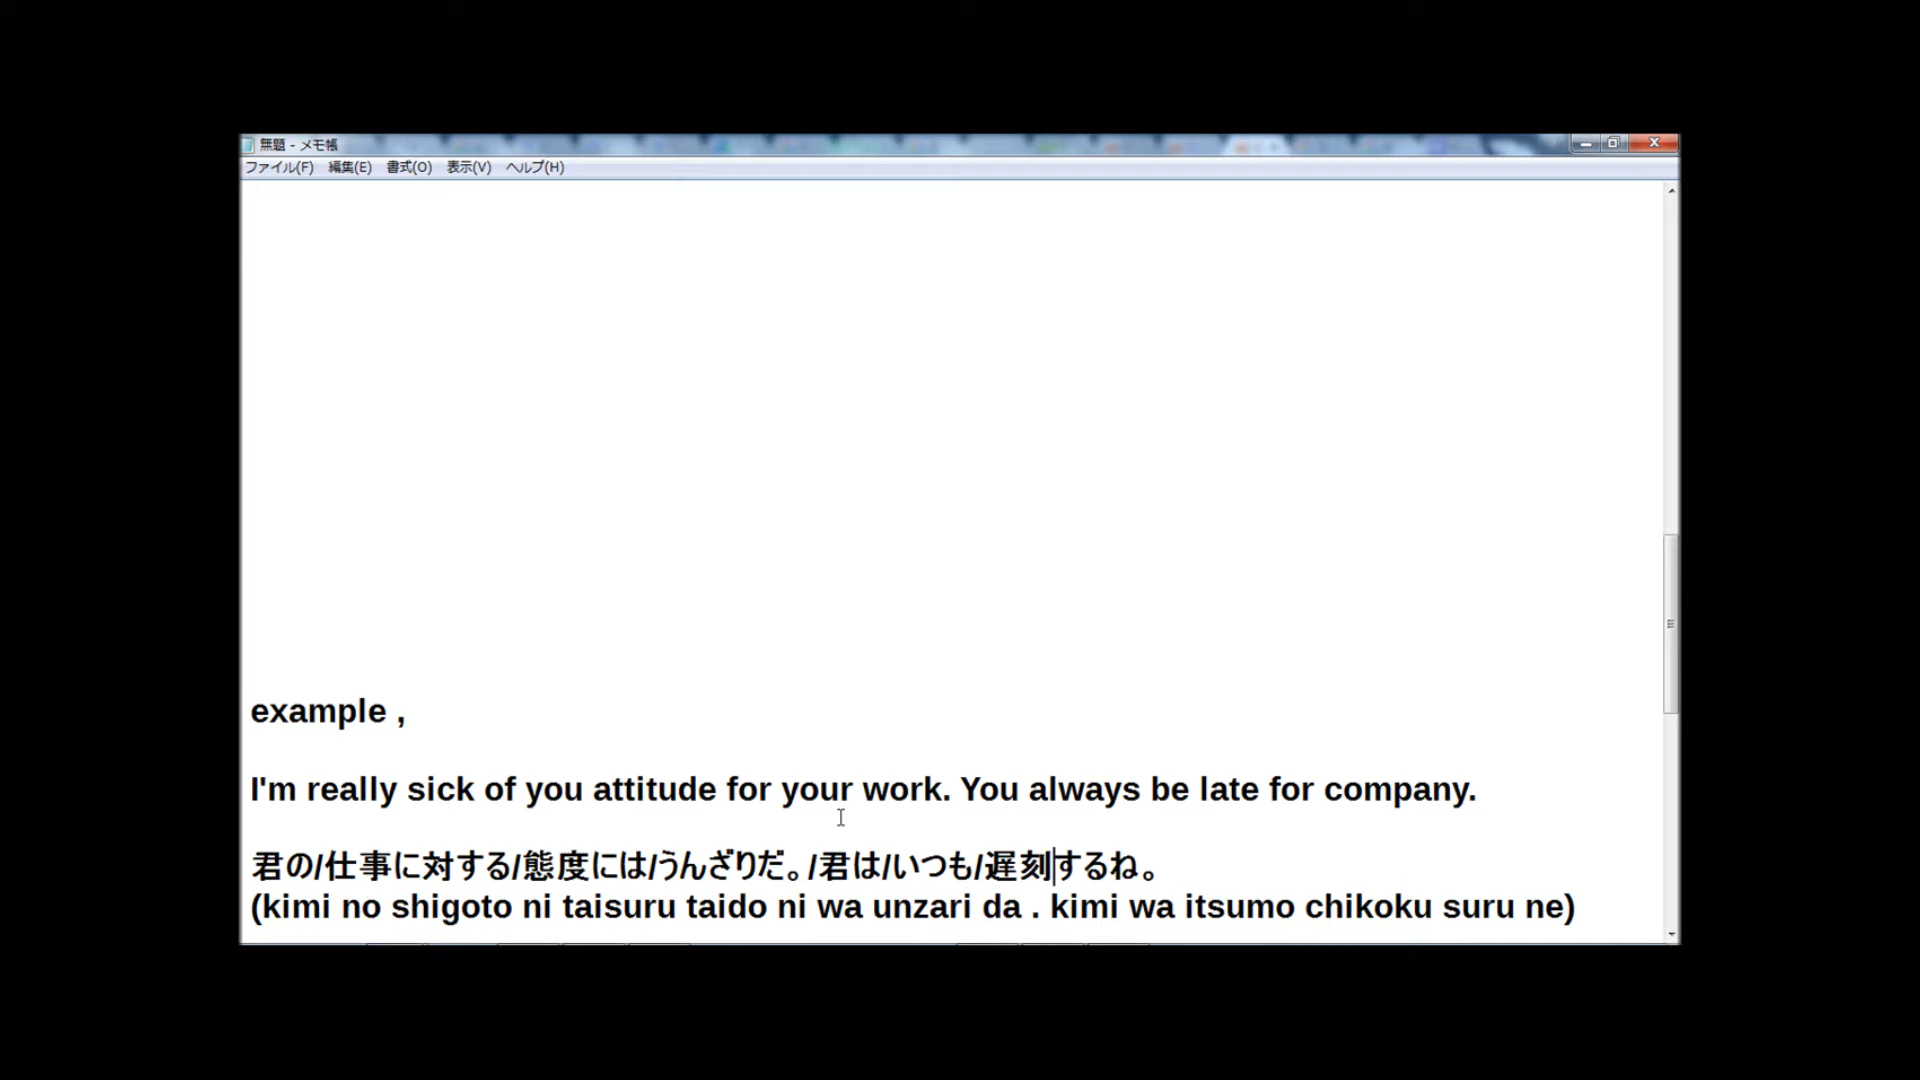 無題 - メモ帳
ファイル(F) 編集(E) 書式(O) 表示(V) ヘルプ(H)
example ,
I'm really sick of you attitude for your work. You always be late for company.
君の/仕事に対する/態度には/うんざりだ。/君は/いつも/遅刻するね。
(kimi no shigoto ni taisuru taido ni wa unzari da . kimi wa itsumo chikoku suru ne)